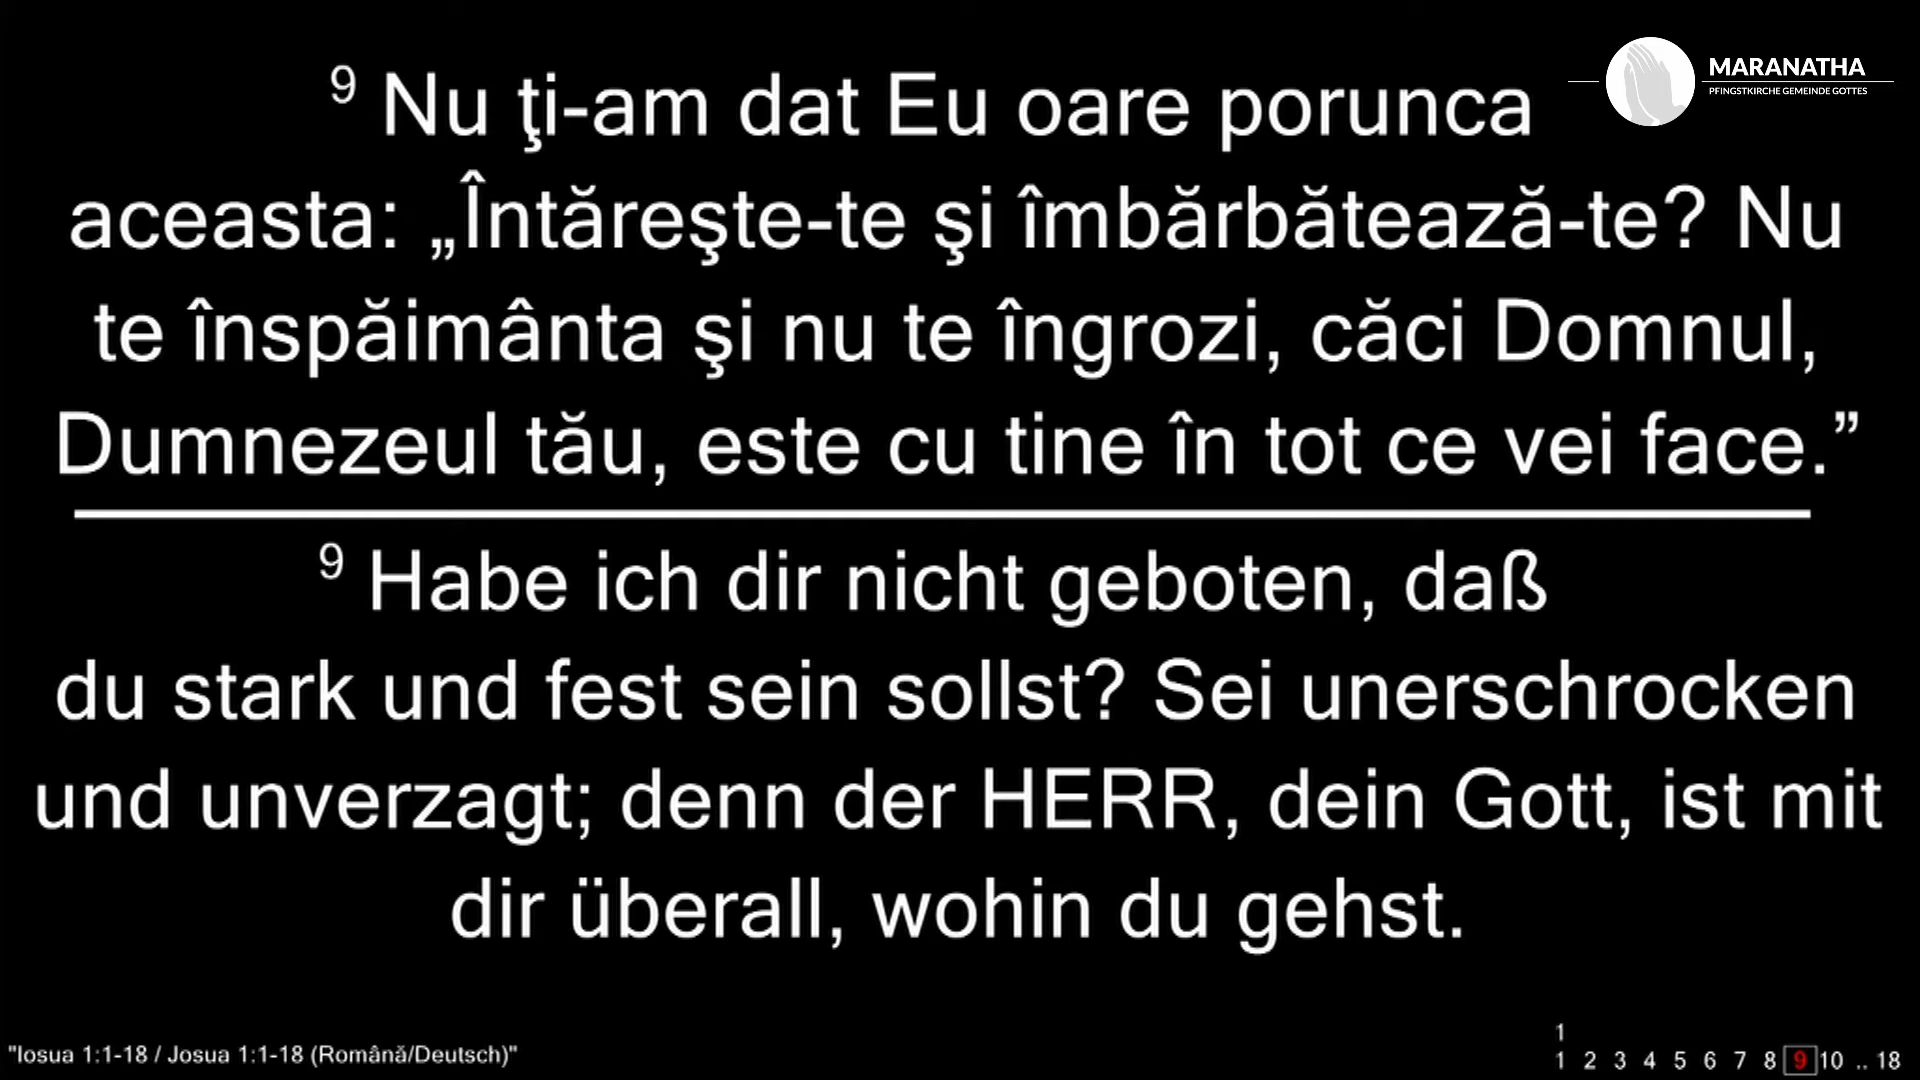 MARANATHA
PFINGSTKIRCHE GEMEINDE GOTTES
9 Nu ţi-am dat Eu oare porunca
aceasta: „Întăreşte-te şi îmbărbătează-te? Nu
te înspăimânta şi nu te îngrozi, căci Domnul,
Dumnezeul tău, este cu tine în tot ce vei face.”
9 Habe ich dir nicht geboten, daß
du stark und fest sein sollst? Sei unerschrocken
und unverzagt; denn der HERR, dein Gott, ist mit
dir überall, wohin du gehst.
"Iosua 1:1-18 / Josua 1:1-18 (Română/Deutsch)"
1
1 2 3 4 5 6 7 8 9 10 .. 18